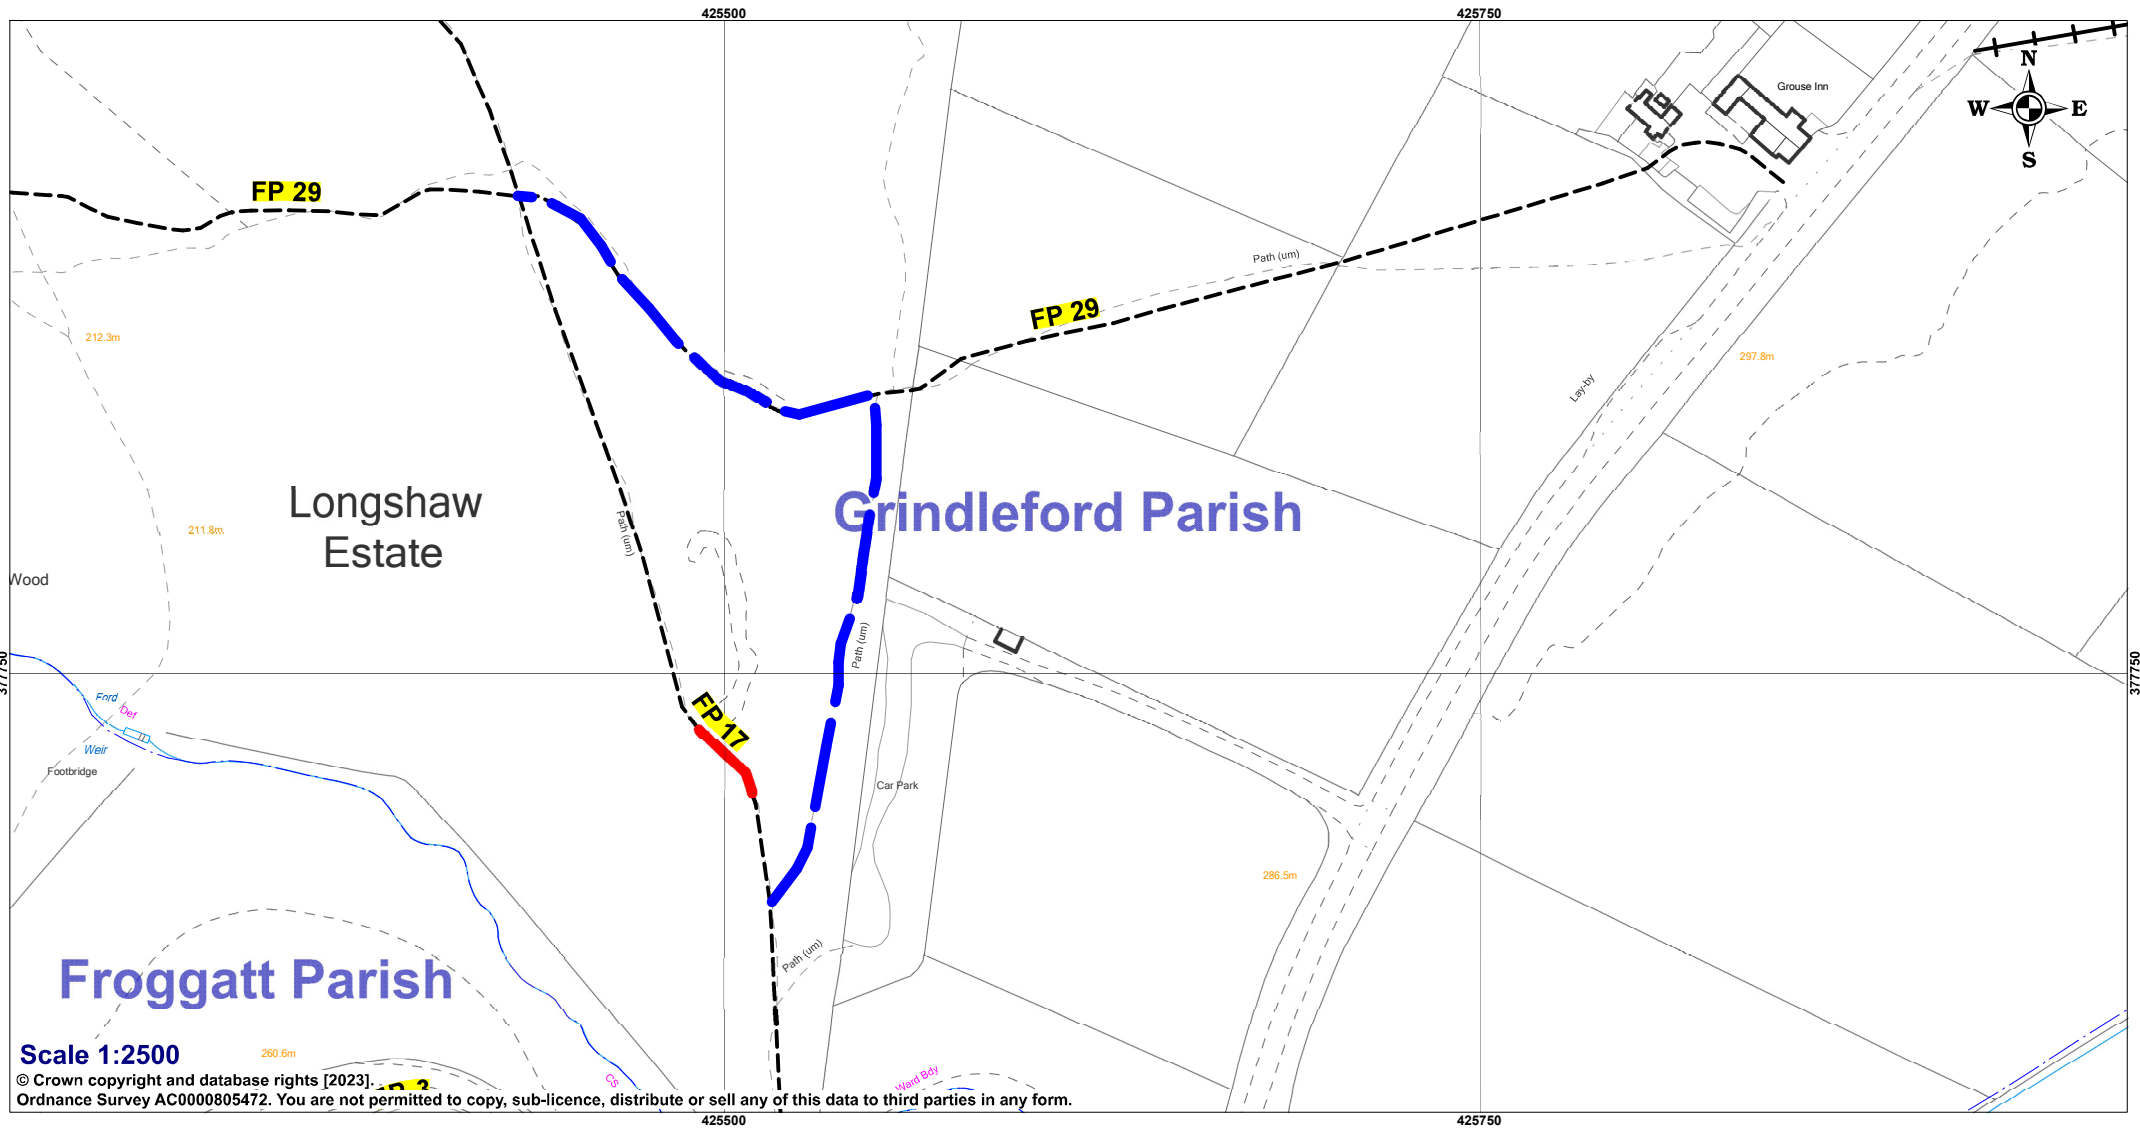 425500
425750
N
W
E
S
Grouse Inn
FP 29
Path (um)
FP 29
212.3m
297.8m
Lay-by
Longshaw
Estate
Grindleford Parish
211.8m
Path (um)
Wood
Path (um)
377750
377750
Ford
Def
FP 17
Weir
Footbridge
Car Park
286.5m
Path (um)
Froggatt Parish
Scale 1:2500
260.6m
CS
Ward Bdy
© Crown copyright and database rights [2023].
Ordnance Survey AC0000805472. You are not permitted to copy, sub-licence, distribute or sell any of this data to third parties in any form.
425500
425750